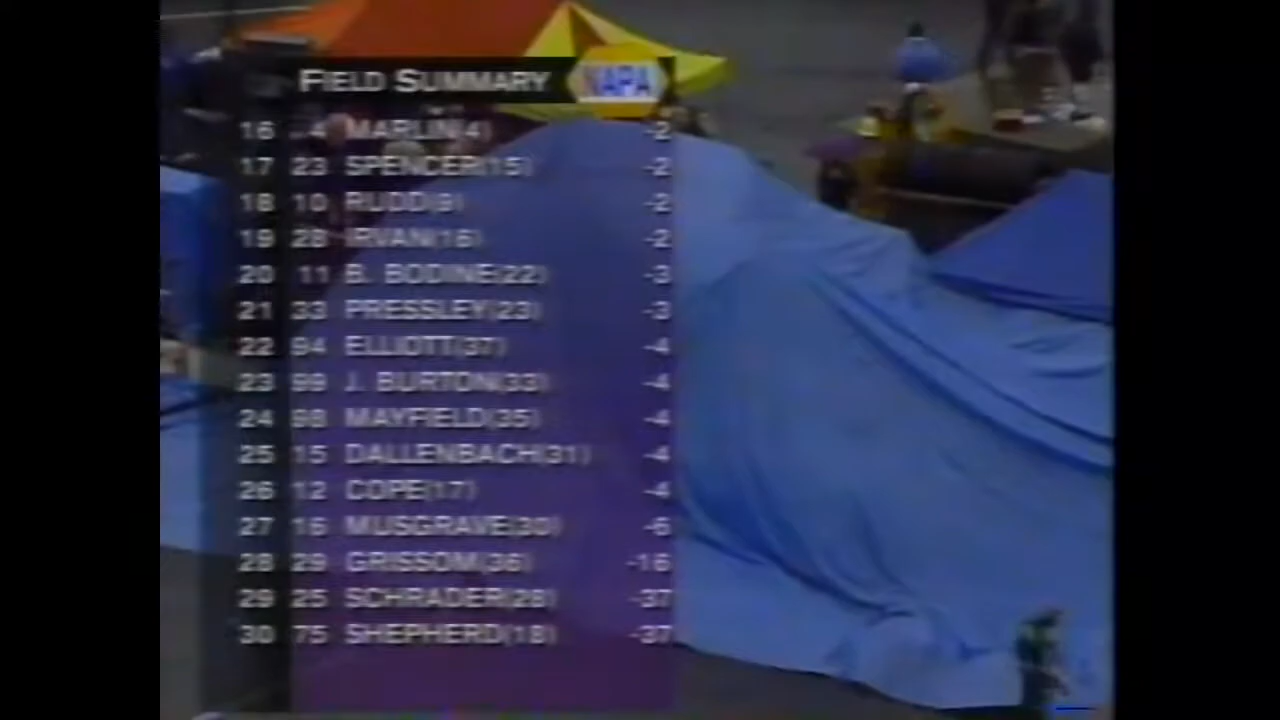 FIELD SUMMARY NAPA
16 4 MARLIN(4) -2
17 23 SPENCER(15) -2
18 10 RUDD(9) -2
19 28 IRVAN(16) -2
20 11 B. BODINE(22) -3
21 33 PRESSLEY(23) -3
22 94 ELLIOTT(37) -4
23 99 J. BURTON(33) -4
24 98 MAYFIELD(35) -4
25 15 DALLENBACH(31) -4
26 12 COPE(17) -4
27 16 MUSGRAVE(30) -6
28 29 GRISSOM(36) -16
29 25 SCHRADER(28) -37
30 75 SHEPHERD(18) -37